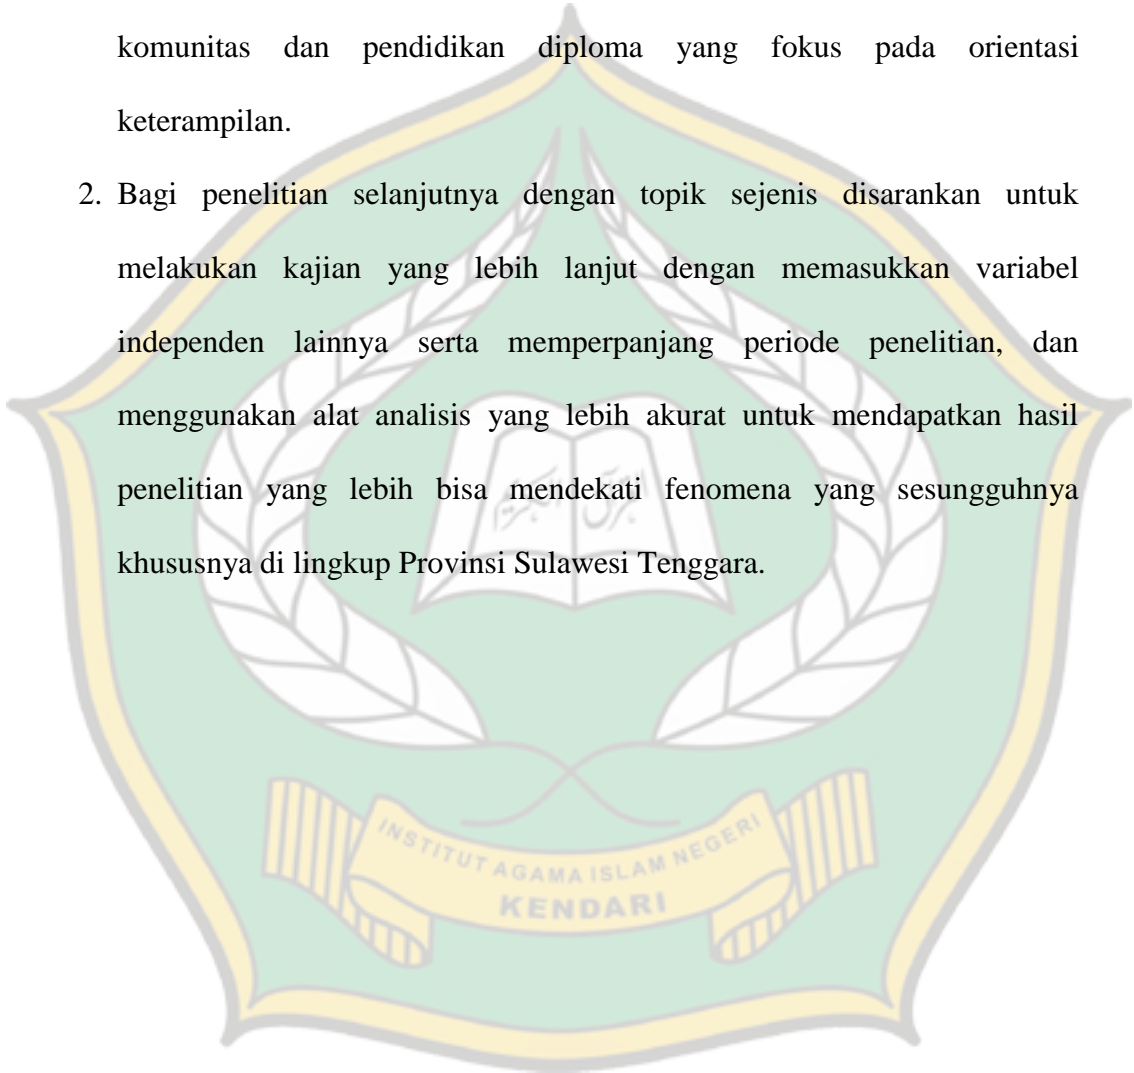 komunitas dan pendidikan diploma yang fokus pada orientasi
keterampilan.
2. Bagi penelitian selanjutnya dengan topik sejenis disarankan untuk
melakukan kajian yang lebih lanjut dengan memasukkan variabel
independen lainnya serta memperpanjang periode penelitian, dan
menggunakan alat analisis yang lebih akurat untuk mendapatkan hasil
penelitian yang lebih bisa mendekati fenomena yang sesungguhnya
khususnya di lingkup Provinsi Sulawesi Tenggara.
INSTITUT AGAMA ISLAM NEGERI
KENDARI